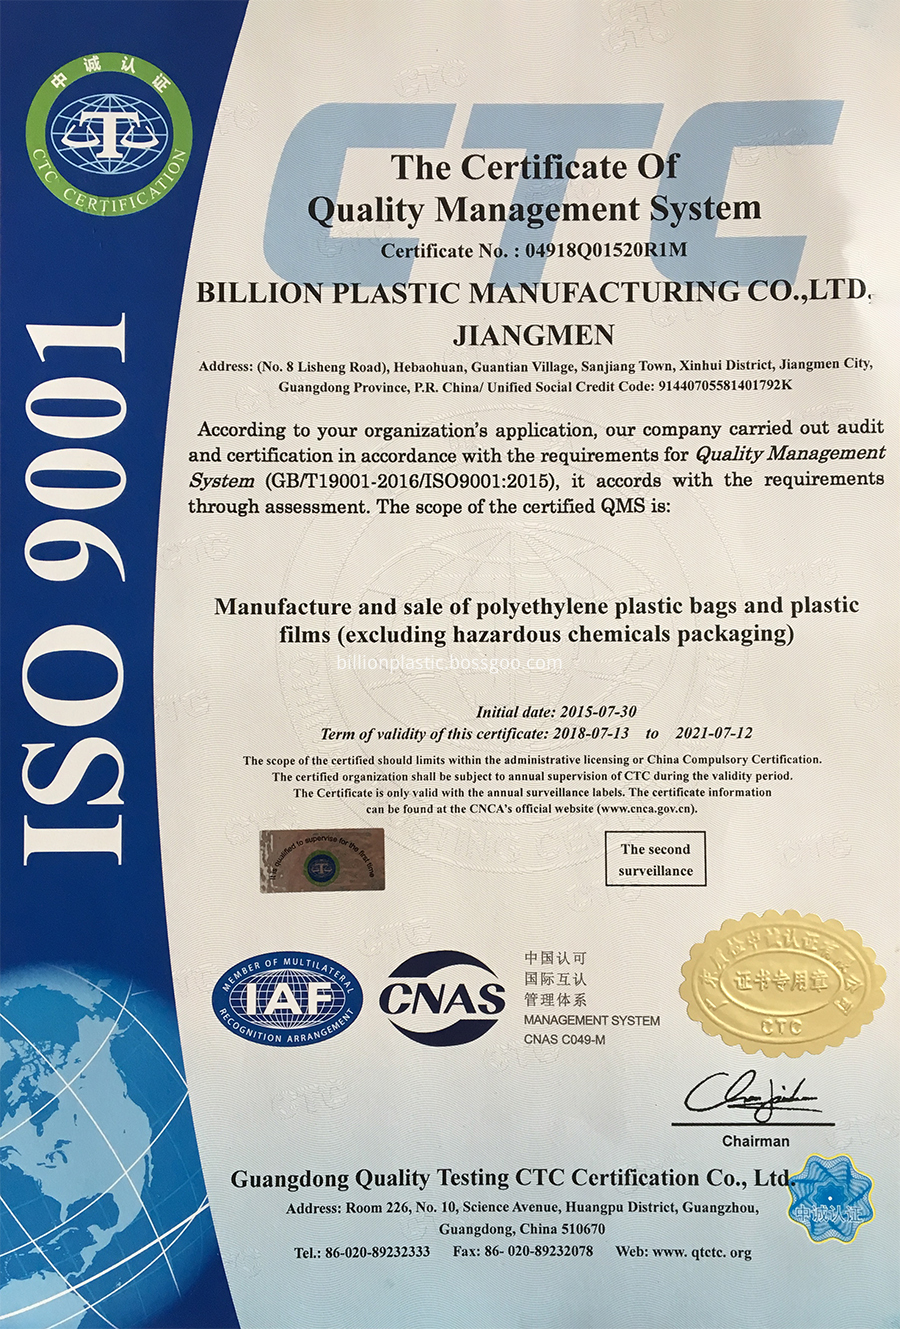 中诚认证
CTC CERTIFICATION
CTC
The Certificate Of
Quality Management System
Certificate No. : 04918Q01520R1M
BILLION PLASTIC MANUFACTURING CO.,LTD,
JIANGMEN
Address: (No. 8 Lisheng Road), Hebaohuan, Guantian Village, Sanjiang Town, Xinhui District, Jiangmen City,
Guangdong Province, P.R. China/ Unified Social Credit Code: 91440705581401792K
According to your organization's application, our company carried out audit
and certification in accordance with the requirements for Quality Management
System (GB/T19001-2016/ISO9001:2015), it accords with the requirements
through assessment. The scope of the certified QMS is:
ISO 9001
Manufacture and sale of polyethylene plastic bags and plastic
films (excluding hazardous chemicals packaging)
billionplastic.bossgoo.com
Initial date: 2015-07-30
Term of validity of this certificate: 2018-07-13 to 2021-07-12
The scope of the certified should limits within the administrative licensing or China Compulsory Certification.
The certified organization shall be subject to annual supervision of CTC during the validity period.
The Certificate is only valid with the annual surveillance labels. The certificate information
can be found at the CNCA's official website (www.cnca.gov.cn).
It is qualified to supervise for the first time
The second
surveillance
MEMBER OF MULTILATERAL
IAF
RECOGNITION ARRANGEMENT
CNAS
中国认可
国际互认
管理体系
MANAGEMENT SYSTEM
CNAS C049-M
证书专用章
CTC
Chairman
Guangdong Quality Testing CTC Certification Co., Ltd.
中诚认证
Address: Room 226, No. 10, Science Avenue, Huangpu District, Guangzhou,
Guangdong, China 510670
Tel.: 86-020-89232333 Fax: 86- 020-89232078 Web: www. qtctc. org